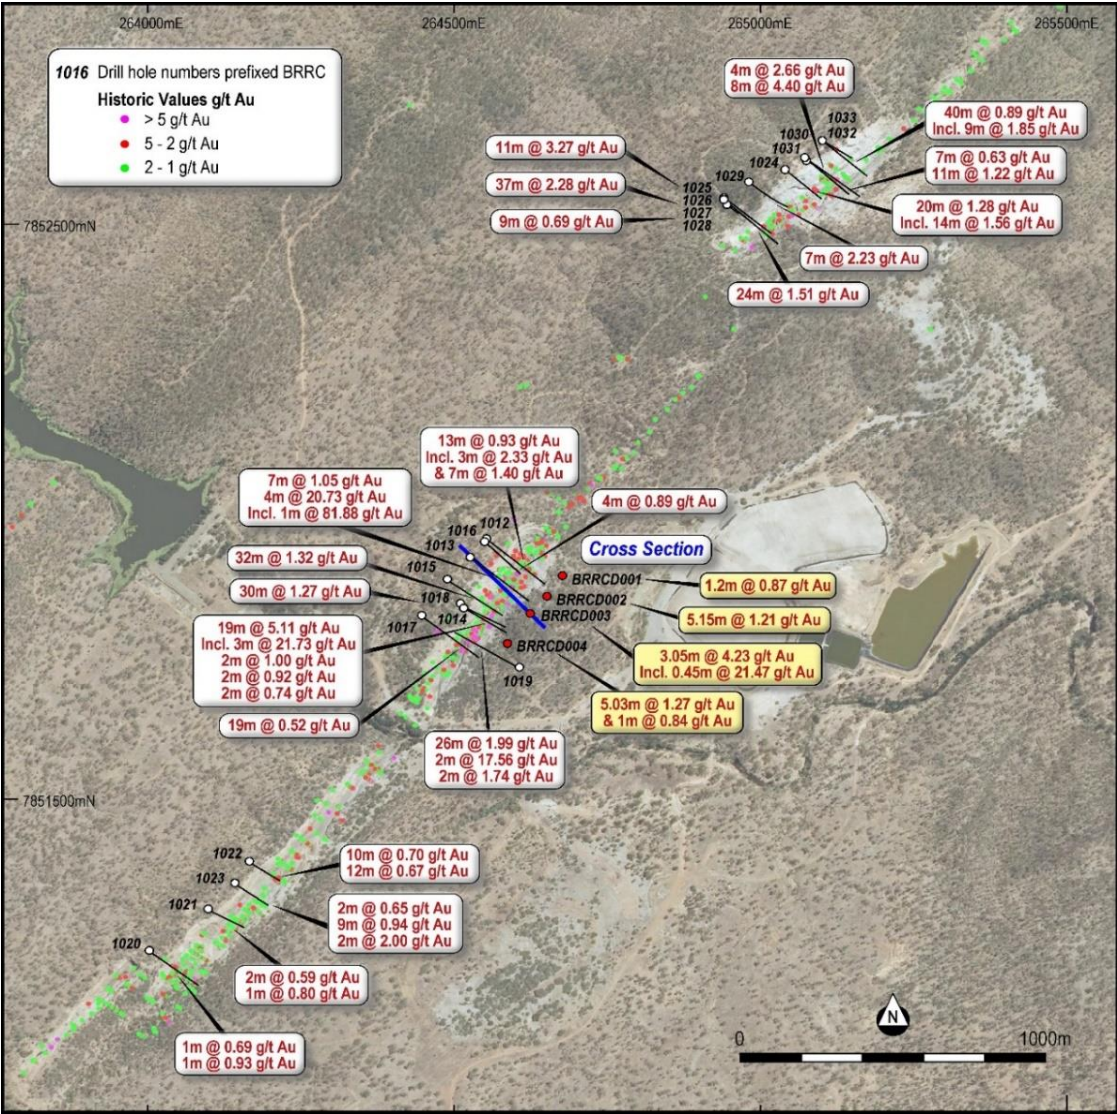 264000mE
264500mE
265000mE
265500mE
1016 Drill hole numbers prefixed BRRC
Historic Values g/t Au
> 5 g/t Au
5 - 2 g/t Au
2 - 1 g/t Au
4m @ 2.66 g/t Au
8m @ 4.40 g/t Au
40m @ 0.89 g/t Au
Incl. 9m @ 1.85 g/t Au
1033
1032
1030
1031
1024
1029
11m @ 3.27 g/t Au
7m @ 0.63 g/t Au
11m @ 1.22 g/t Au
37m @ 2.28 g/t Au
1025
1026
1027
1028
9m @ 0.69 g/t Au
20m @ 1.28 g/t Au
Incl. 14m @ 1.56 g/t Au
7852500mN
7m @ 2.23 g/t Au
24m @ 1.51 g/t Au
13m @ 0.93 g/t Au
Incl. 3m @ 2.33 g/t Au
& 7m @ 1.40 g/t Au
7m @ 1.05 g/t Au
4m @ 20.73 g/t Au
Incl. 1m @ 81.88 g/t Au
4m @ 0.89 g/t Au
1012
1016
1013
Cross Section
32m @ 1.32 g/t Au
1015
BRRCD001
1.2m @ 0.87 g/t Au
30m @ 1.27 g/t Au
1018
1014
1017
BRRCD002
5.15m @ 1.21 g/t Au
BRRCD003
19m @ 5.11 g/t Au
Incl. 3m @ 21.73 g/t Au
2m @ 1.00 g/t Au
2m @ 0.92 g/t Au
2m @ 0.74 g/t Au
BRRCD004
3.05m @ 4.23 g/t Au
Incl. 0.45m @ 21.47 g/t Au
1019
5.03m @ 1.27 g/t Au
& 1m @ 0.84 g/t Au
19m @ 0.52 g/t Au
26m @ 1.99 g/t Au
2m @ 17.56 g/t Au
2m @ 1.74 g/t Au
7851500mN
1022
10m @ 0.70 g/t Au
12m @ 0.67 g/t Au
1023
1021
2m @ 0.65 g/t Au
9m @ 0.94 g/t Au
2m @ 2.00 g/t Au
1020
2m @ 0.59 g/t Au
1m @ 0.80 g/t Au
1m @ 0.69 g/t Au
1m @ 0.93 g/t Au
N
0
1000m